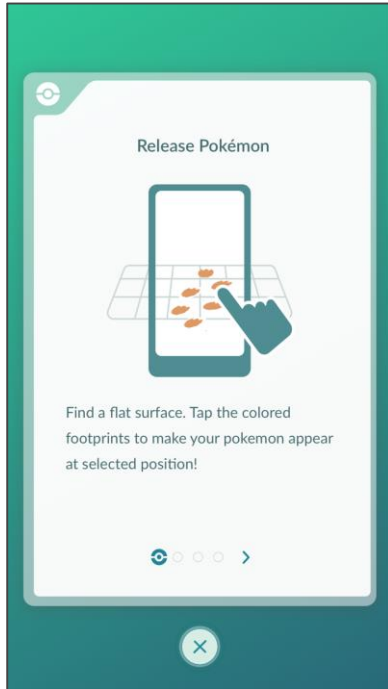 Release Pokémon
Find a flat surface. Tap the colored
footprints to make your pokemon appear
at selected position!